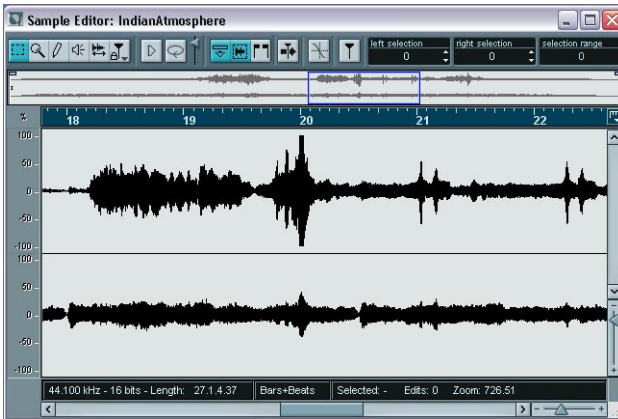 Sample Editor: IndianAtmosphere
left selection right selection selection range
0 0 0
% 18 19 20 21 22
100
50
0
-50
-100
100
50
0
-50
-100
44.100 kHz - 16 bits - Length: 27.1.4.37 Bars+Beats Selected: - Edits: 0 Zoom: 726.51